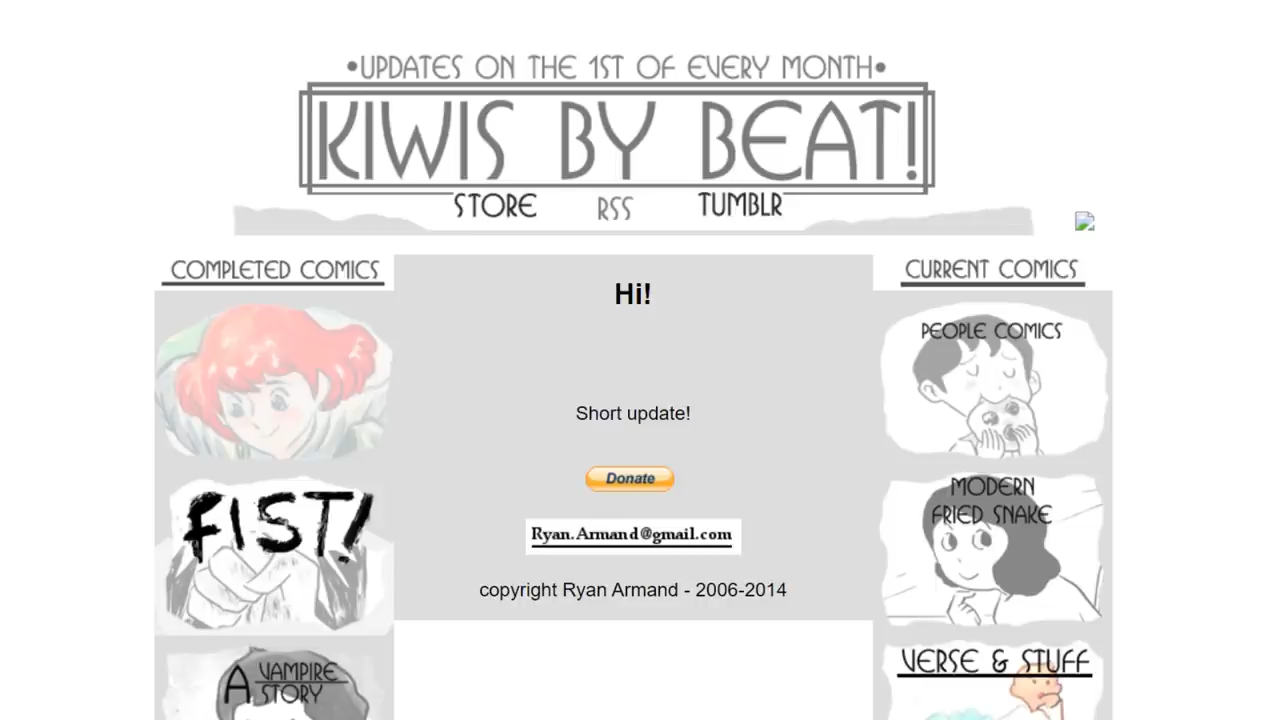 •UPDATES ON THE 1ST OF EVERY MONTH•
KIWIS BY BEAT!
STORE RSS TUMBLR
COMPLETED COMICS
FIST!
A VAMPIRE
STORY
Hi!
Short update!
Donate
Ryan.Armand@gmail.com
copyright Ryan Armand - 2006-2014
CURRENT COMICS
PEOPLE COMICS
MODERN
FRIED SNAKE
VERSE & STUFF